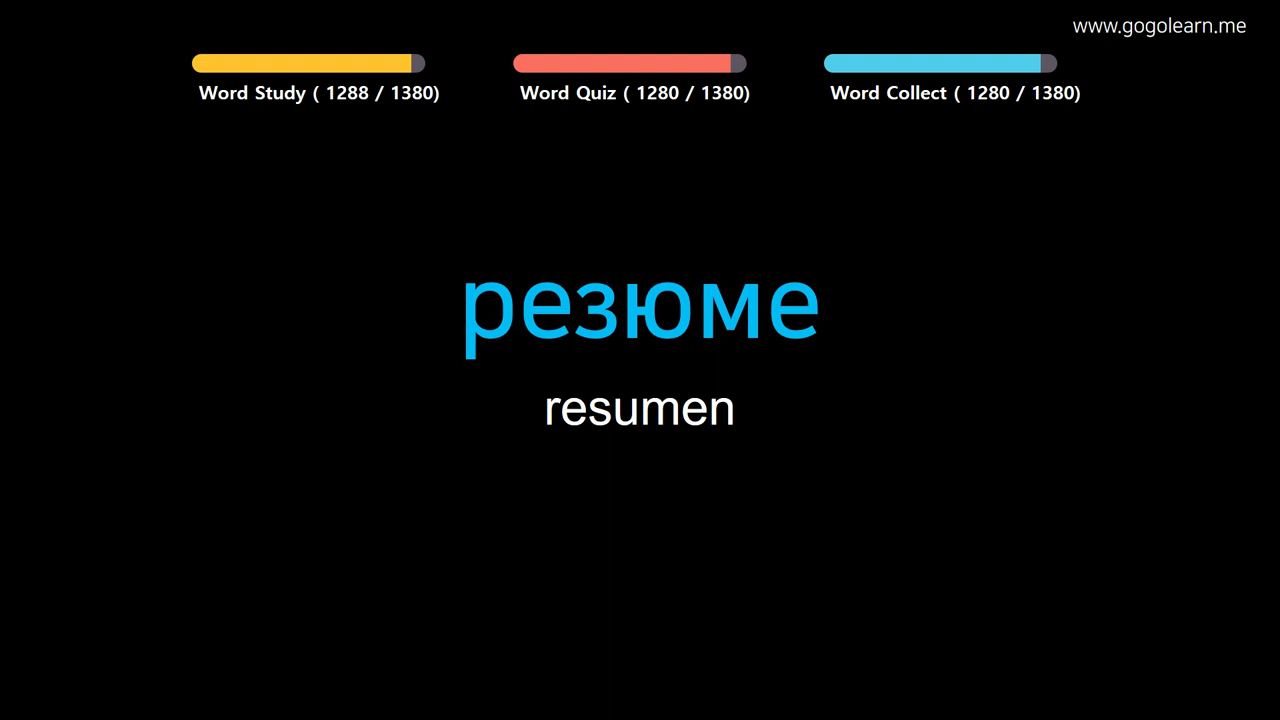 www.gogolearn.me
Word Study ( 1288 / 1380)
Word Quiz ( 1280 / 1380)
Word Collect ( 1280 / 1380)
резюме
resumen